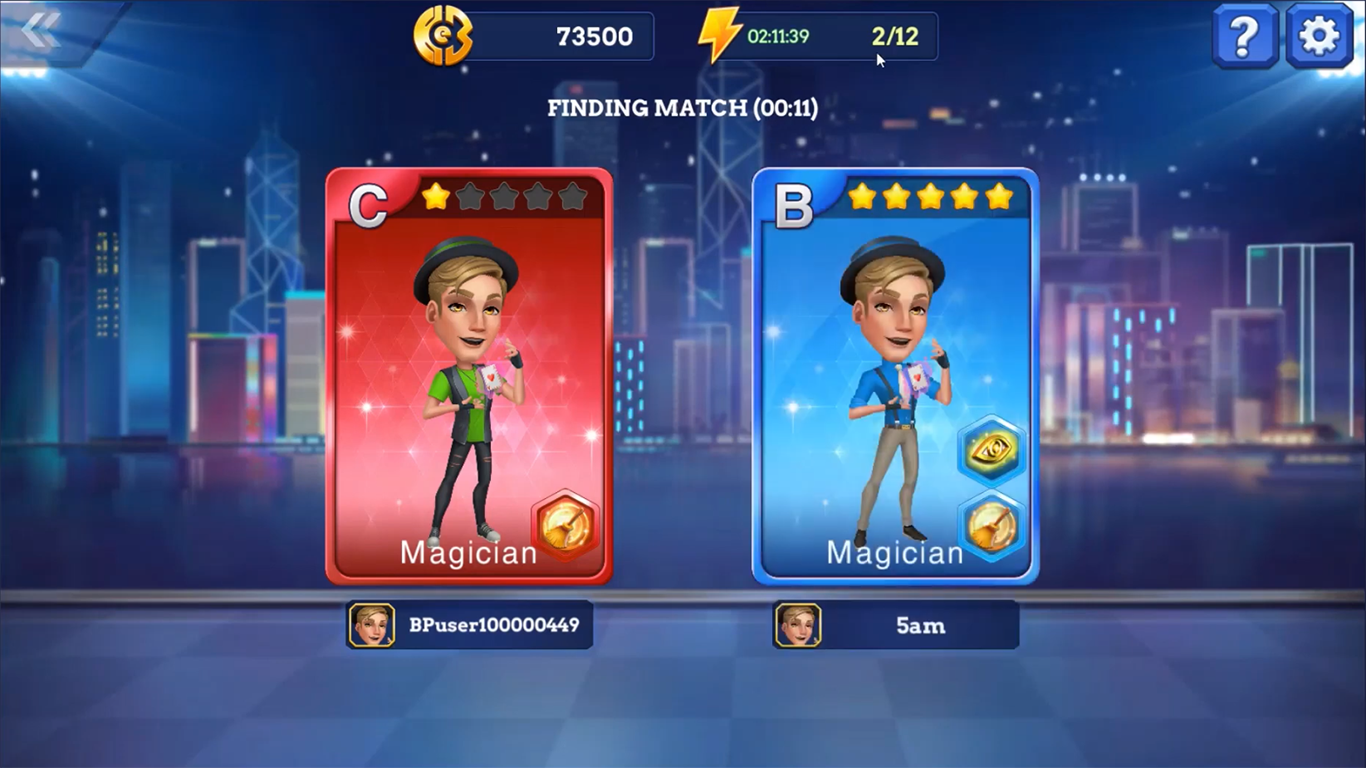 73500
02:11:39
2/12
?
FINDING MATCH (00:11)
C
B
Magician
Magician
BPuser100000449
5am